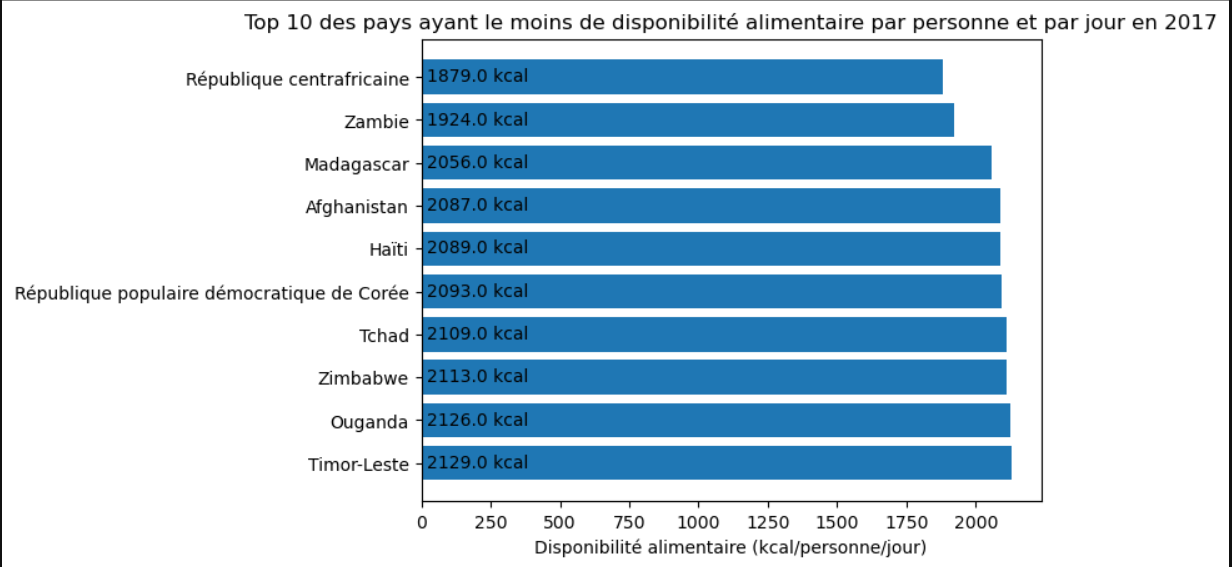 Top 10 des pays ayant le moins de disponibilité alimentaire par personne et par jour en 2017
République centrafricaine 1879.0 kcal
Zambie 1924.0 kcal
Madagascar 2056.0 kcal
Afghanistan 2087.0 kcal
Haïti 2089.0 kcal
République populaire démocratique de Corée 2093.0 kcal
Tchad 2109.0 kcal
Zimbabwe 2113.0 kcal
Ouganda 2126.0 kcal
Timor-Leste 2129.0 kcal
0 250 500 750 1000 1250 1500 1750 2000
Disponibilité alimentaire (kcal/personne/jour)